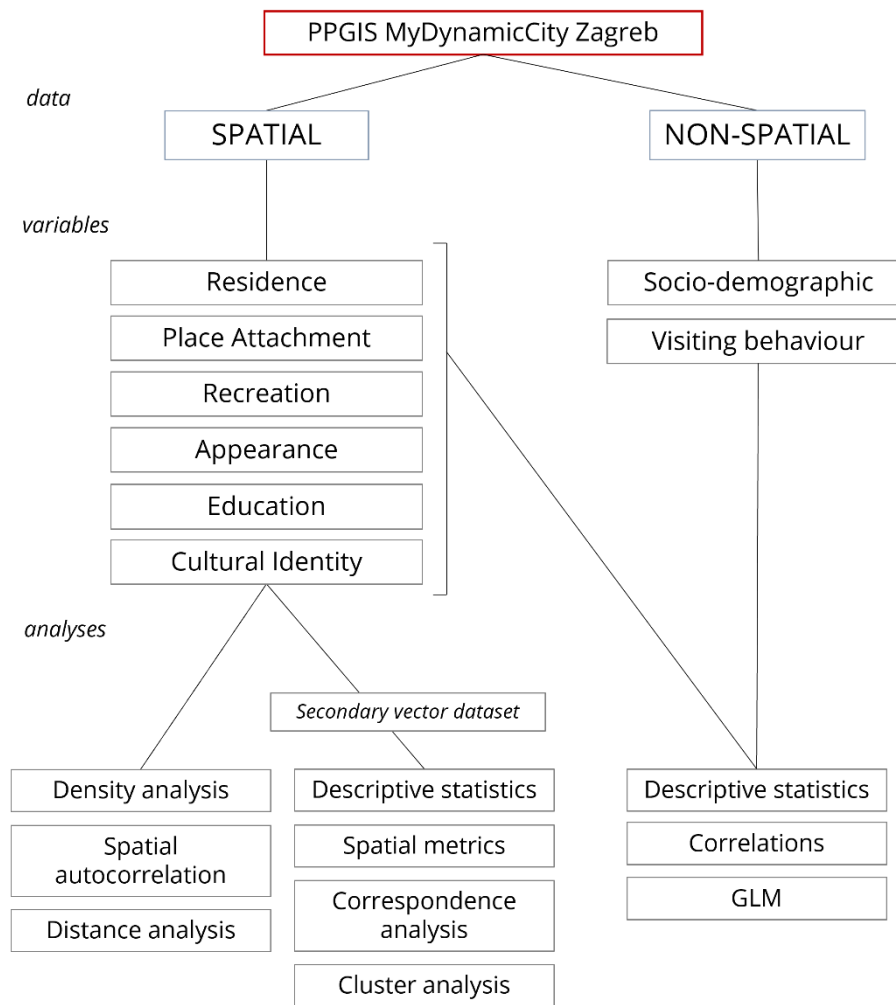 PPGIS MyDynamicCity Zagreb
data
SPATIAL
NON-SPATIAL
variables
Residence
Place Attachment
Recreation
Appearance
Education
Cultural Identity
Socio-demographic
Visiting behaviour
analyses
Secondary vector dataset
Density analysis
Spatial
autocorrelation
Distance analysis
Descriptive statistics
Spatial metrics
Correspondence
analysis
Cluster analysis
Descriptive statistics
Correlations
GLM